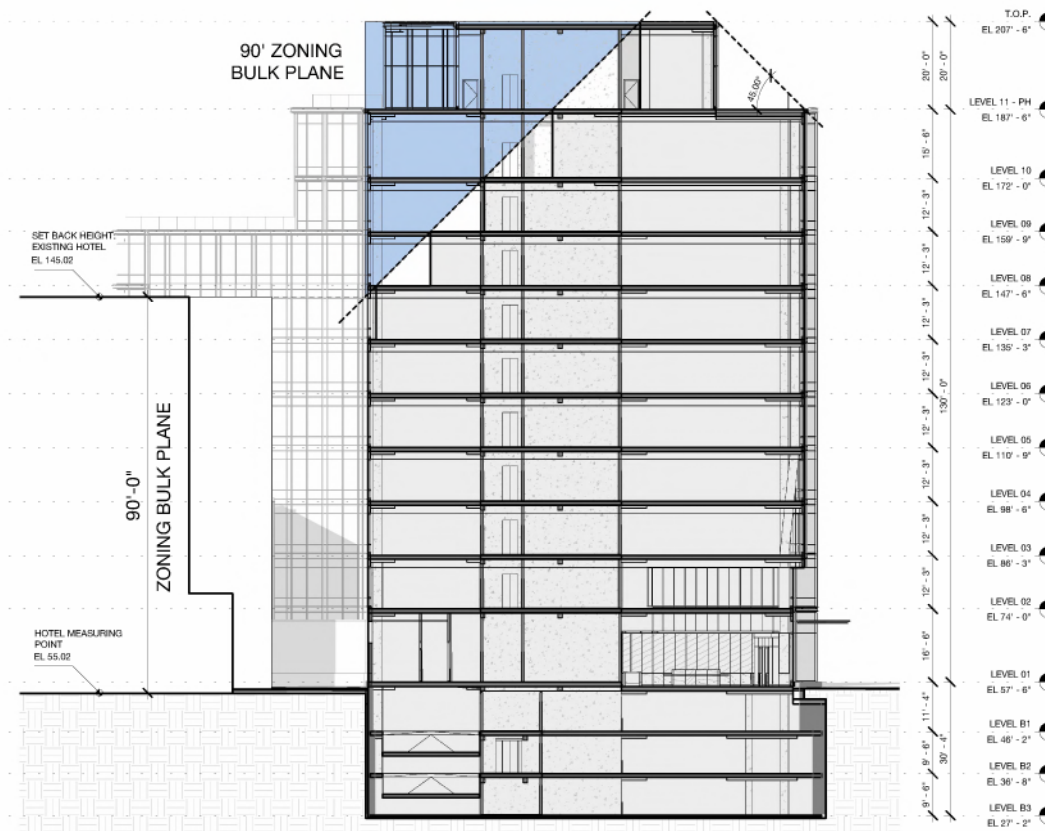 90' ZONING
BULK PLANE
SET BACK HEIGHT:
EXISTING HOTEL
EL 145.02
90'-0"
ZONING BULK PLANE
HOTEL MEASURING
POINT
EL 55.02
45.00°
T.O.P.
EL 207' - 6"
LEVEL 11 - PH
EL 187' - 6"
LEVEL 10
EL 172' - 0"
LEVEL 09
EL 159' - 9"
LEVEL 08
EL 147' - 6"
LEVEL 07
EL 135' - 3"
LEVEL 06
EL 123' - 0"
LEVEL 05
EL 110' - 9"
LEVEL 04
EL 98' - 6"
LEVEL 03
EL 86' - 3"
LEVEL 02
EL 74' - 0"
LEVEL 01
EL 57' - 6"
LEVEL B1
EL 46' - 2"
LEVEL B2
EL 36' - 8"
LEVEL B3
EL 27' - 2"
20' - 0"
15' - 6"
12' - 3"
12' - 3"
12' - 3"
12' - 3"
12' - 3"
12' - 3"
12' - 3"
12' - 3"
16' - 6"
11' - 4"
9' - 6"
9' - 6"
20' - 0"
130' - 0"
30' - 4"